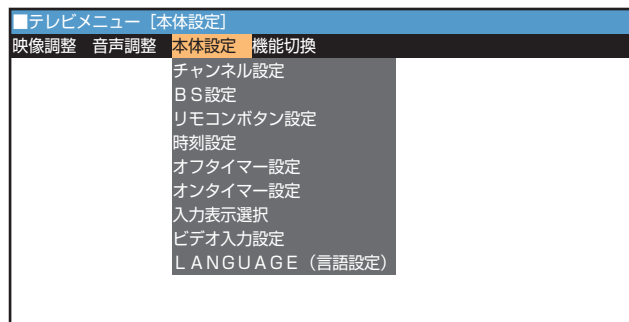 ■テレビメニュー［本体設定］
映像調整　音声調整　本体設定　機能切換
チャンネル設定
ＢＳ設定
リモコンボタン設定
時刻設定
オフタイマー設定
オンタイマー設定
入力表示選択
ビデオ入力設定
ＬＡＮＧＵＡＧＥ（言語設定）